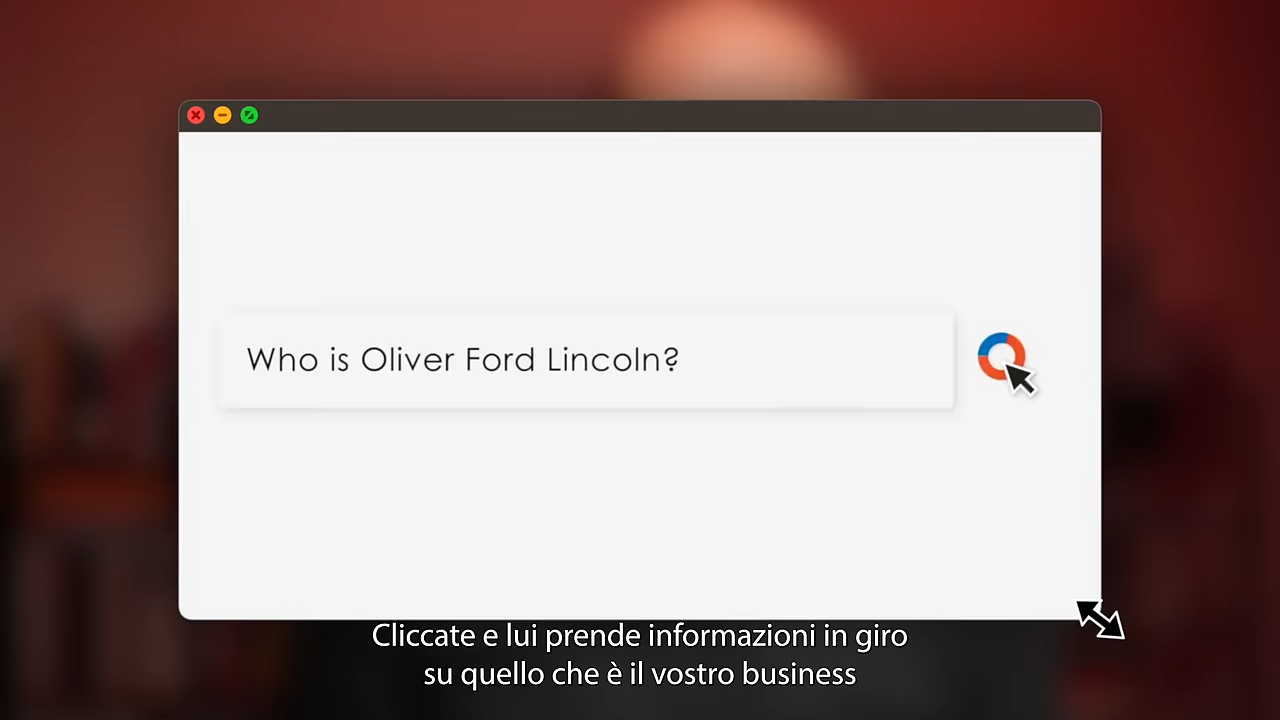 Who is Oliver Ford Lincoln?
Cliccate e lui prende informazioni in giro
su quello che è il vostro business